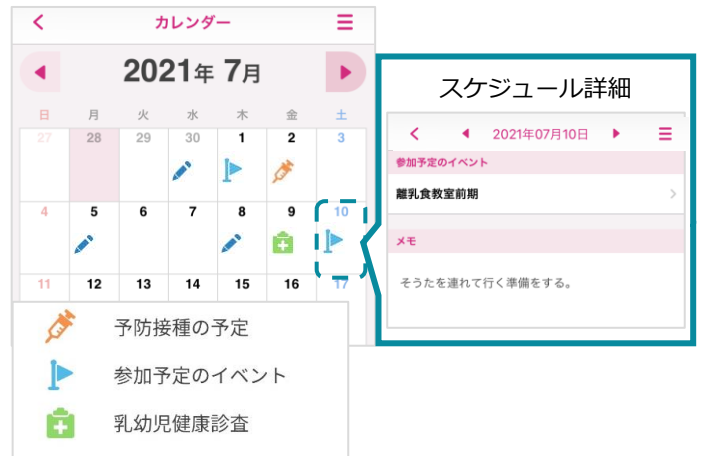 カレンダー
2021年 7月
日 月 火 水 木 金 土
27 28 29 30 1 2 3
4 5 6 7 8 9 10
11 12 13 14 15 16 17
予防接種の予定
参加予定のイベント
乳幼児健康診査
スケジュール詳細
2021年07月10日
参加予定のイベント
離乳食教室前期
メモ
そうたを連れて行く準備をする。